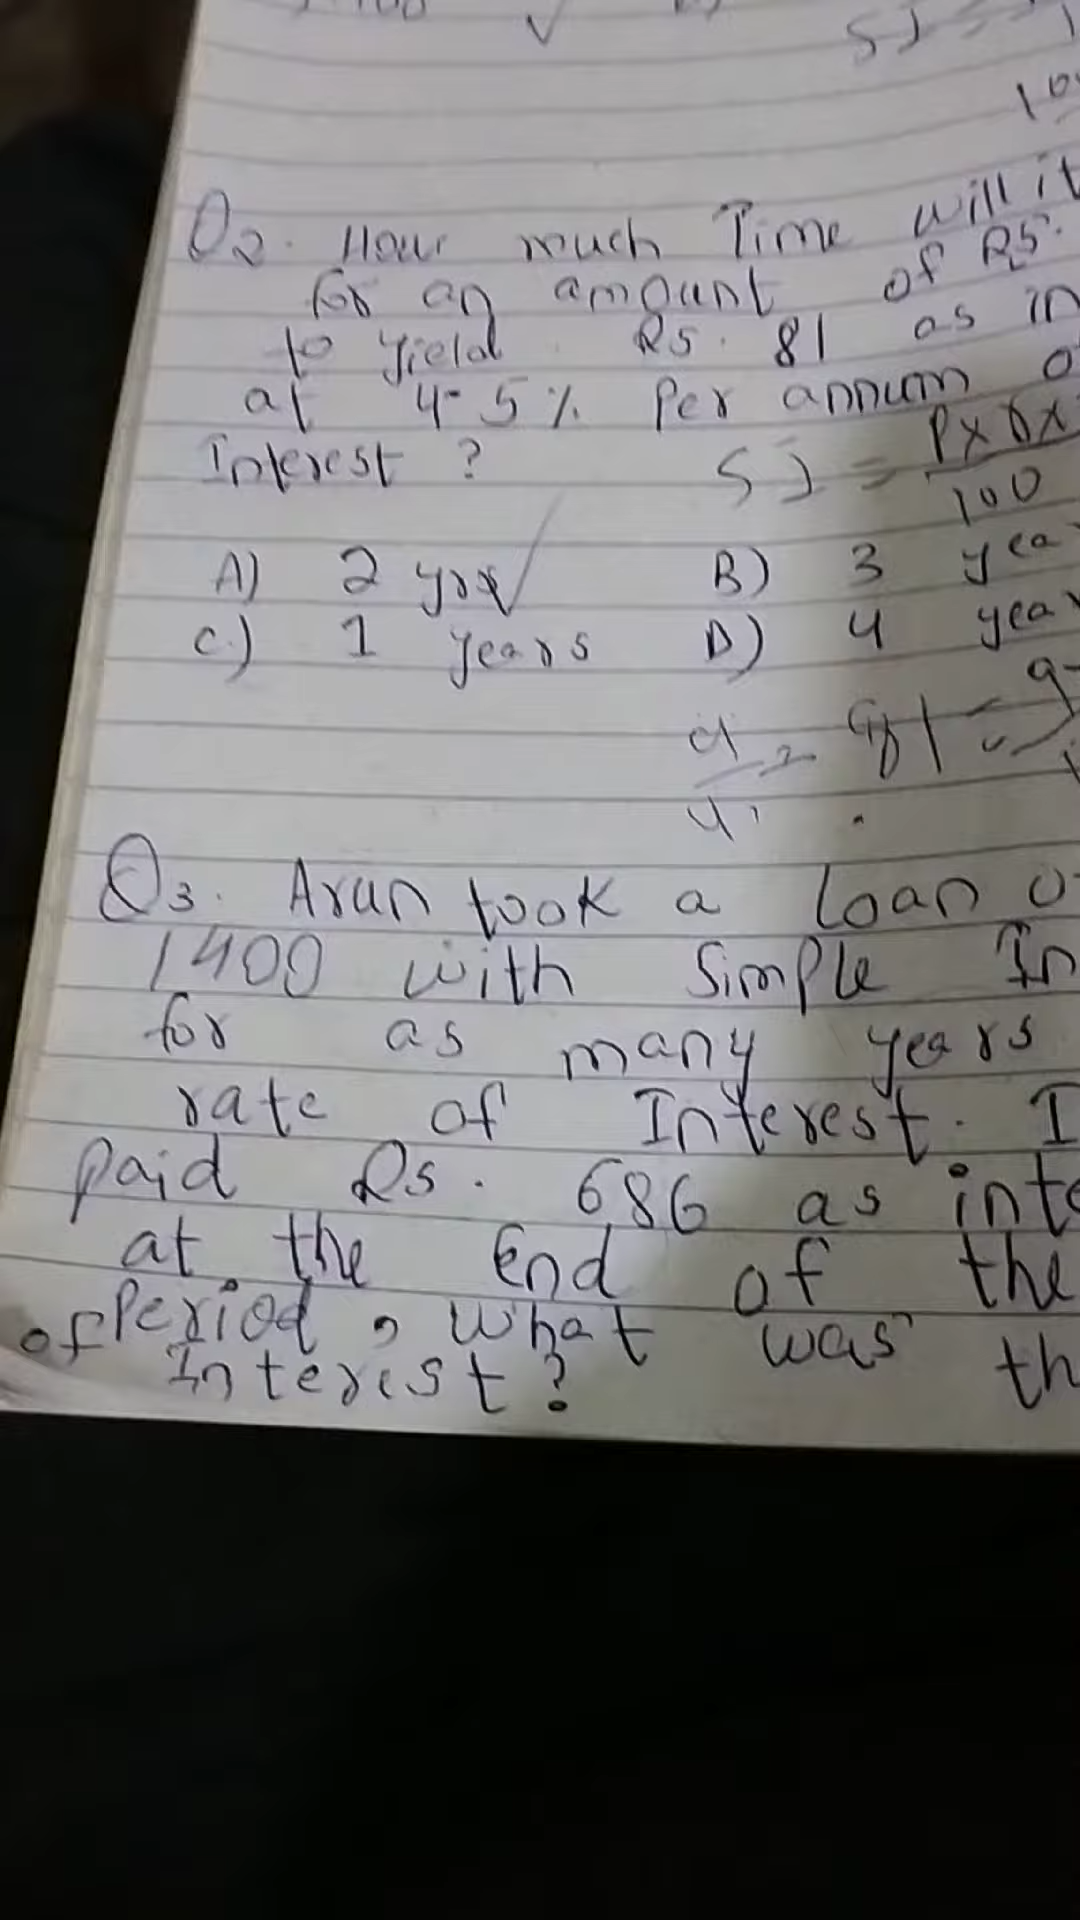 Q2. How much Time will it
for an amount of Rs.
to yield Rs. 81 as in
at 4-5% Per annum of
Interest ? SI = P×r×
100
A) 2 yrs B) 3 yea
C.) 1 years D) 4 year
Q3. Arun took a loan o
1400 with Simple In
for as many years
rate of Interest. I
paid Rs. 686 as inte
at the End of the
of Period, what was th
Interest?